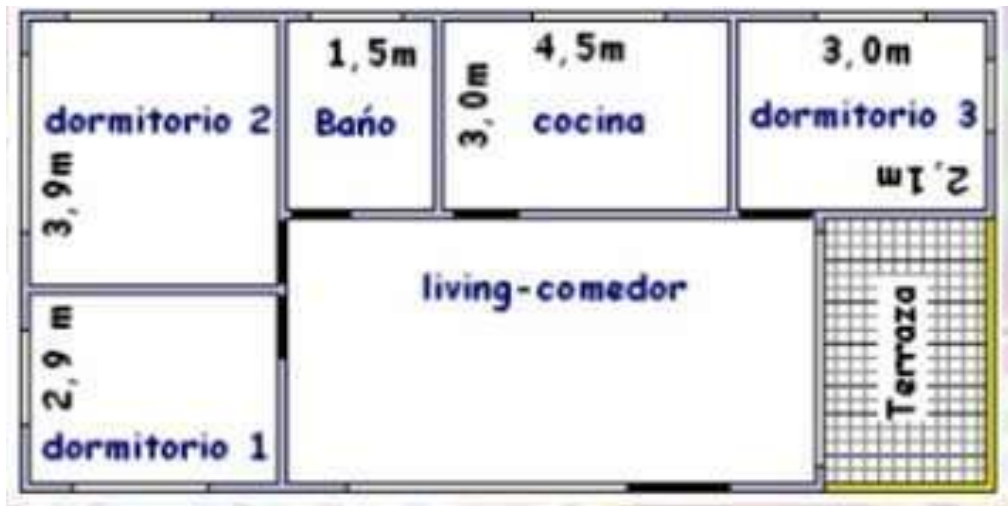 dormitorio 2
3,9m
1,5m
Baño
3,0m
4,5m
cocina
3,0m
dormitorio 3
2,1m
living-comedor
Terraza
2,9 m
dormitorio 1